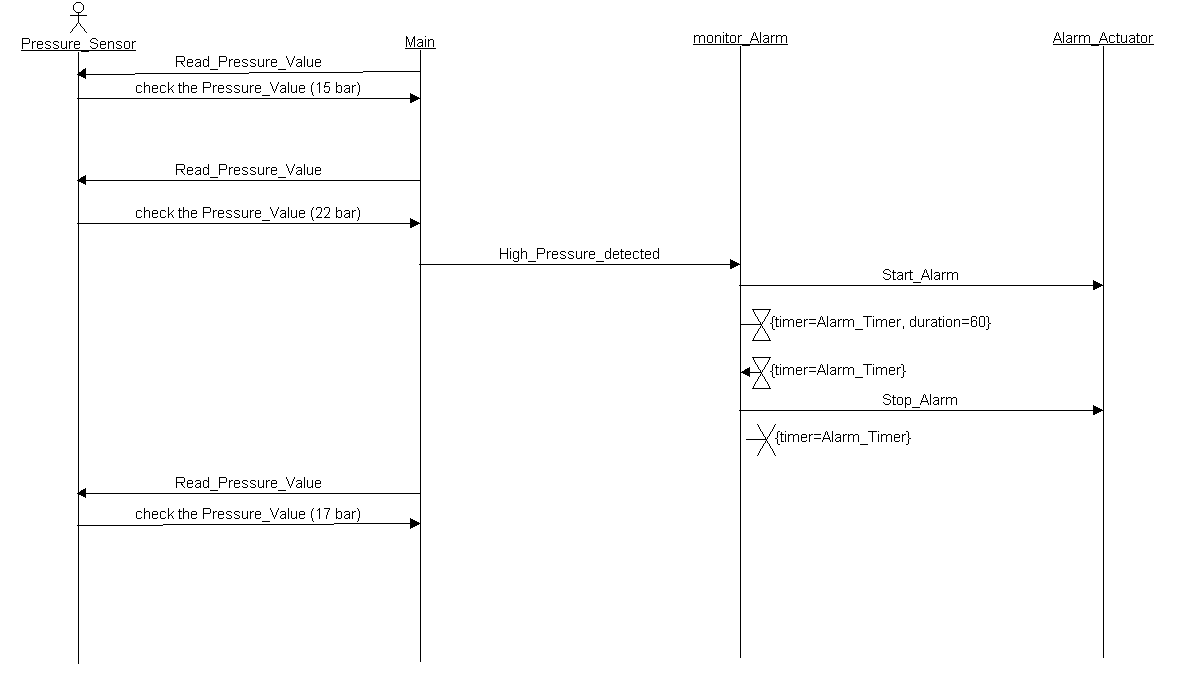 Pressure_Sensor
Main
monitor_Alarm
Alarm_Actuator
Read_Pressure_Value
check the Pressure_Value (15 bar)
Read_Pressure_Value
check the Pressure_Value (22 bar)
High_Pressure_detected
Start_Alarm
{timer=Alarm_Timer, duration=60}
{timer=Alarm_Timer}
Stop_Alarm
{timer=Alarm_Timer}
Read_Pressure_Value
check the Pressure_Value (17 bar)